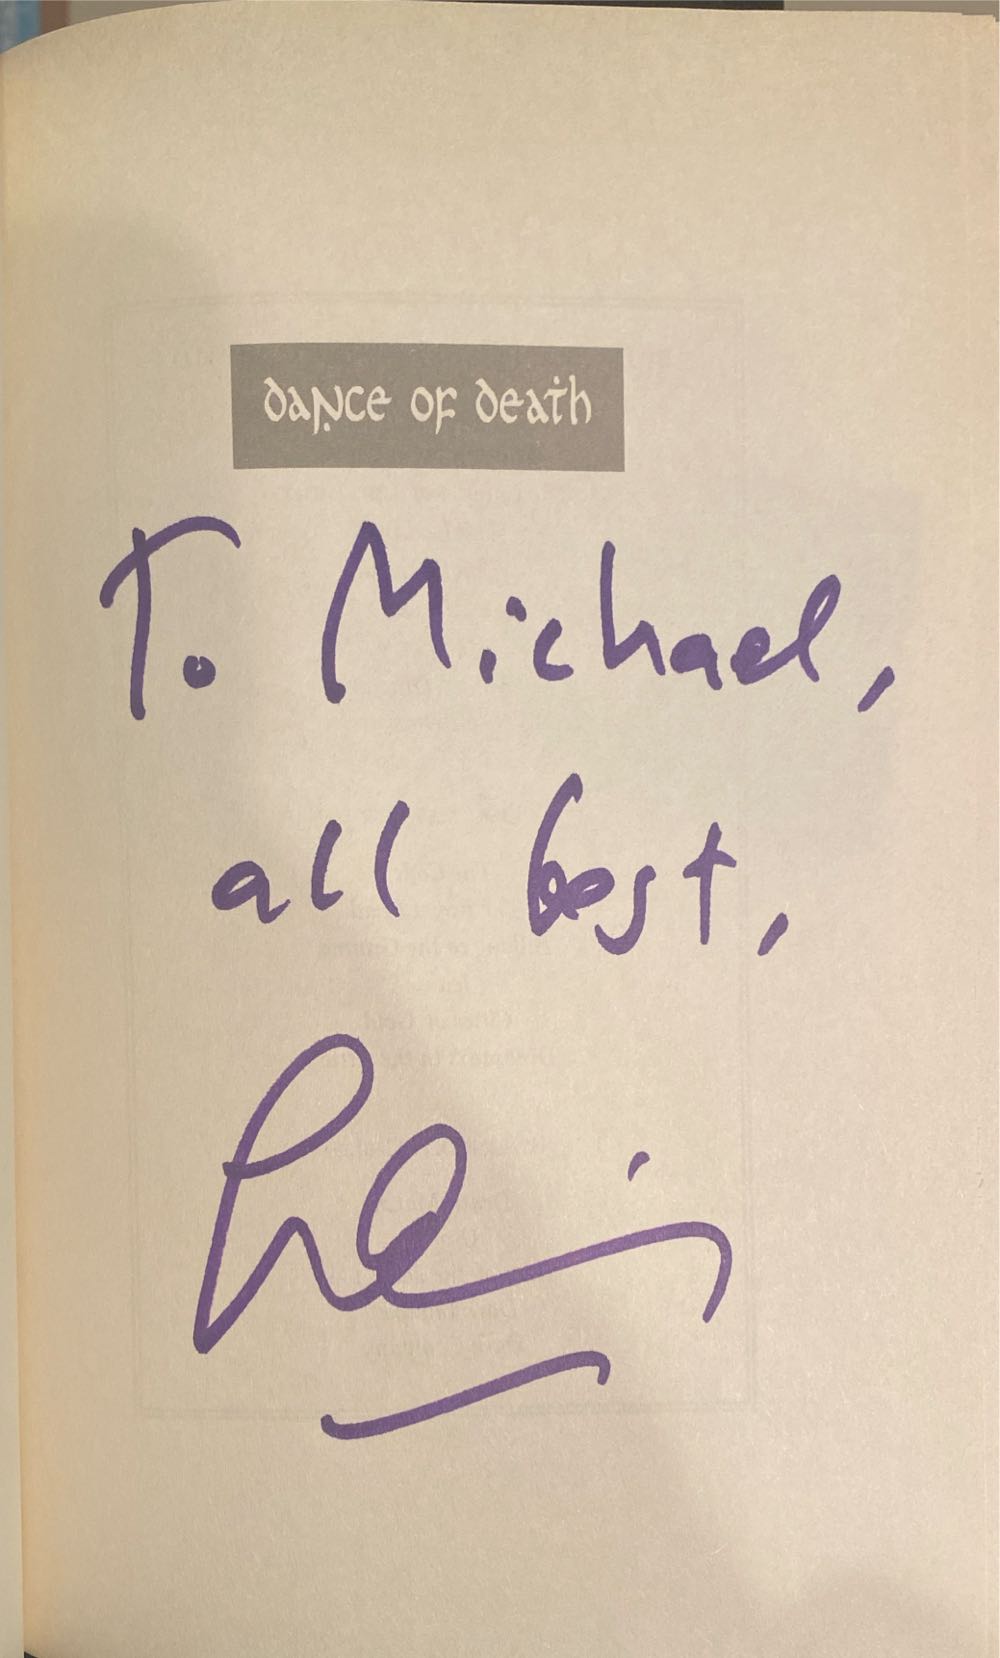 DANCE OF DEATH
To Michael,
all best,